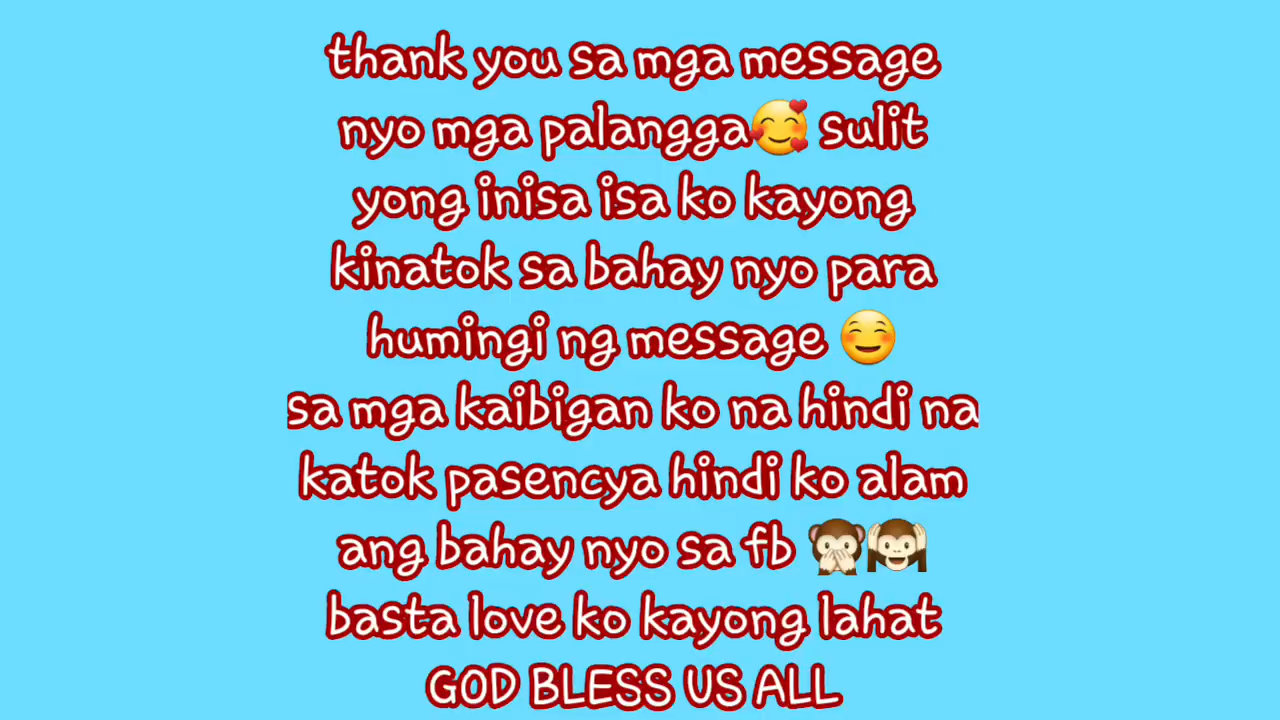 thank you sa mga message
nyo mga palangga🥰 sulit
yong inisa isa ko kayong
kinatok sa bahay nyo para
humingi ng message ☺️
sa mga kaibigan ko na hindi na
katok pasencya hindi ko alam
ang bahay nyo sa fb 🙊🙉
basta love ko kayong lahat
GOD BLESS US ALL